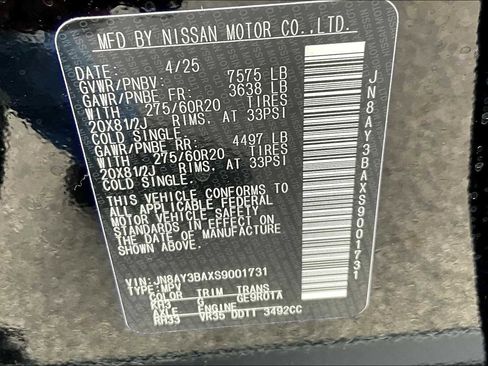 MFD BY NISSAN MOTOR CO.,LTD.
DATE: 4/25
GVWR/PNBV: 7575 LB
GAWR/PNBE FR: 3638 LB
WITH 275/60R20 TIRES
20X81/2J RIMS, AT 33PSI
COLD SINGLE.
GAWR/PNBE RR: 4497 LB
WITH 275/60R20 TIRES
20X81/2J RIMS, AT 33PSI
COLD SINGLE.
THIS VEHICLE CONFORMS TO
ALL APPLICABLE FEDERAL
MOTOR VEHICLE SAFETY
STANDARDS IN EFFECT ON
THE DATE OF MANUFACTURE
SHOWN ABOVE.
VIN: JN8AY3BAXS9001731
TYPE: MPV
COLOR TRIM TRANS
KH3 G GE9R01A
AXLE ENGINE
RH33 VR35 DDTT 3492CC
JN8AY3BAXS9001731